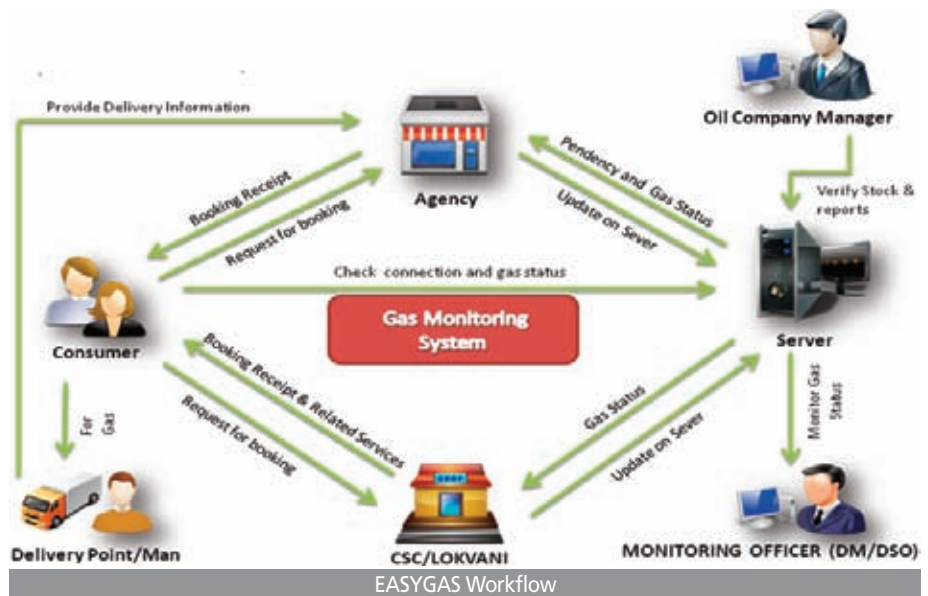 Provide Delivery Information
Oil Company Manager
Agency
Booking Receipt
Request for booking
Pendency and Gas Status
Update on Sever
Verify Stock &
reports
Check connection and gas status
Gas Monitoring
System
Consumer
Server
For
Gas
Booking Receipt & Related Services
Request for booking
Gas Status
Update on Sever
Monitor Gas
Status
Delivery Point/Man
CSC/LOKVANI
MONITORING OFFICER (DM/DSO)
EASYGAS Workflow